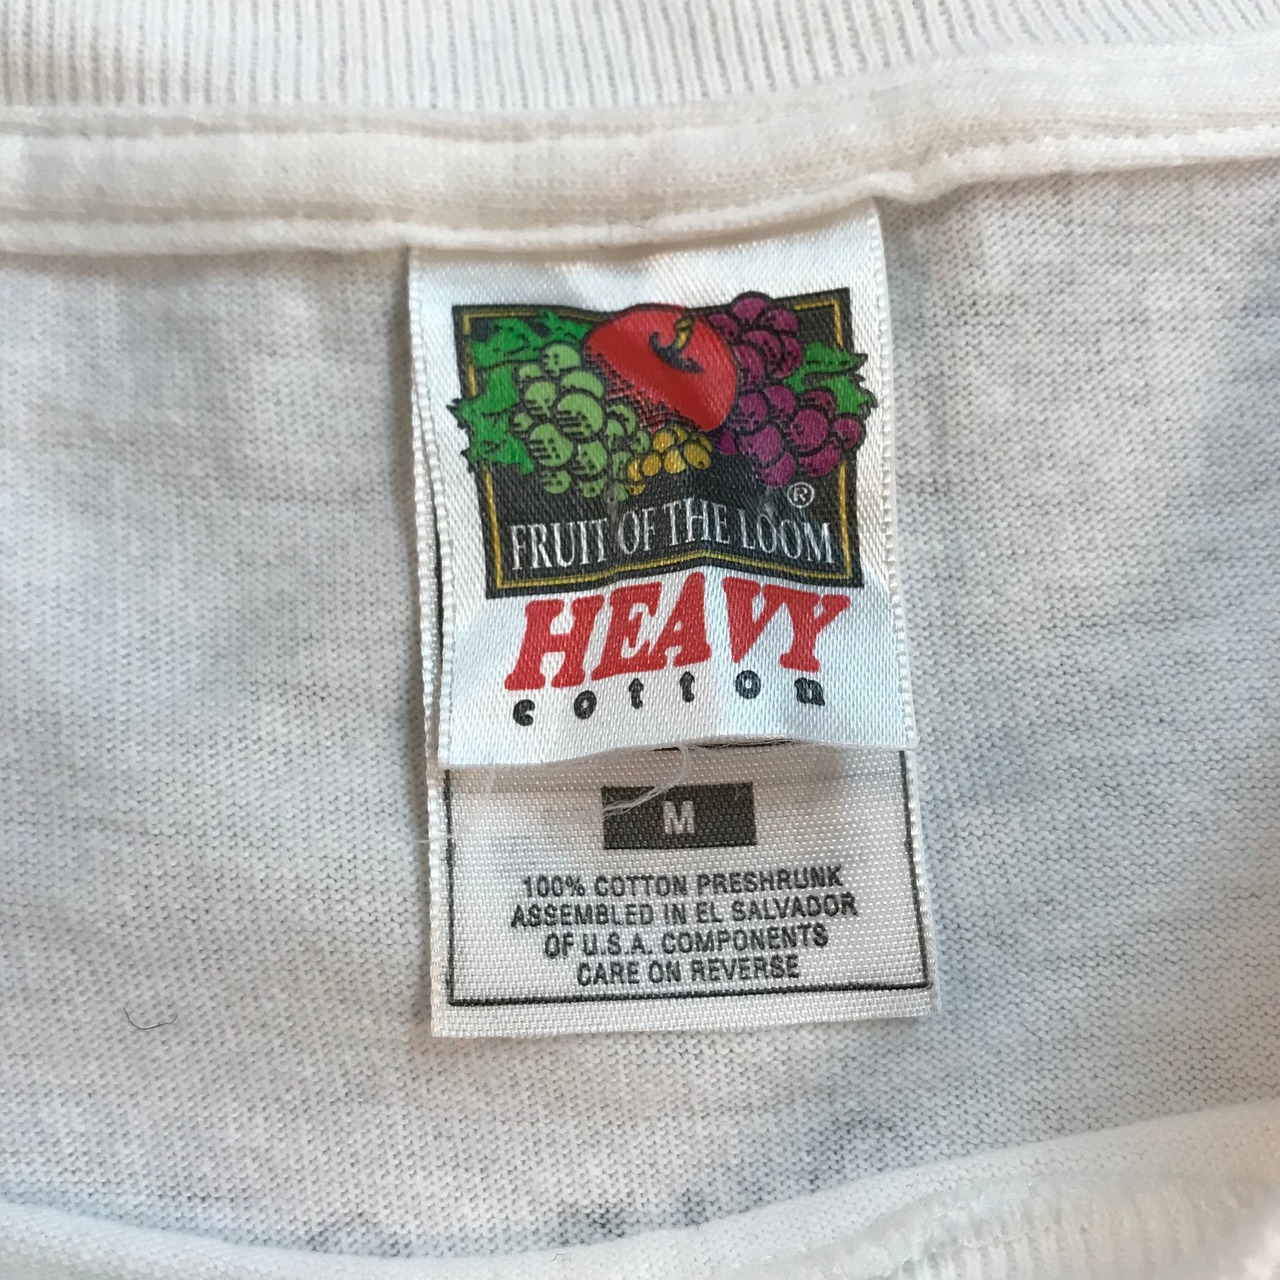 ®
FRUIT OF THE LOOM
HEAVY
cotton
M
100% COTTON PRESHRUNK
ASSEMBLED IN EL SALVADOR
OF U.S.A. COMPONENTS
CARE ON REVERSE